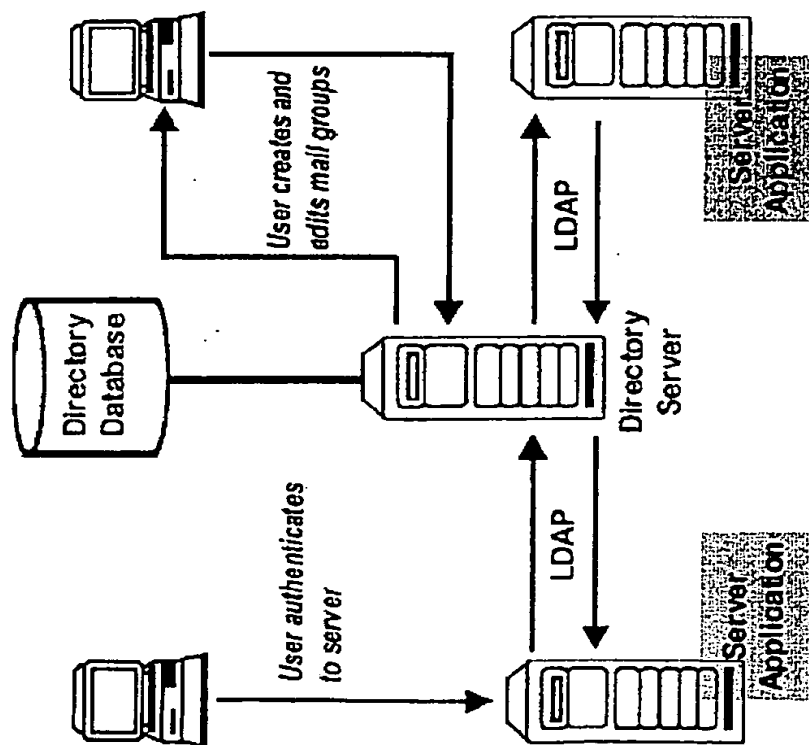 Directory
Database
User authenticates
to server
User creates and
edits mail groups
LDAP
LDAP
Directory
Server
Server
Application
Server
Application